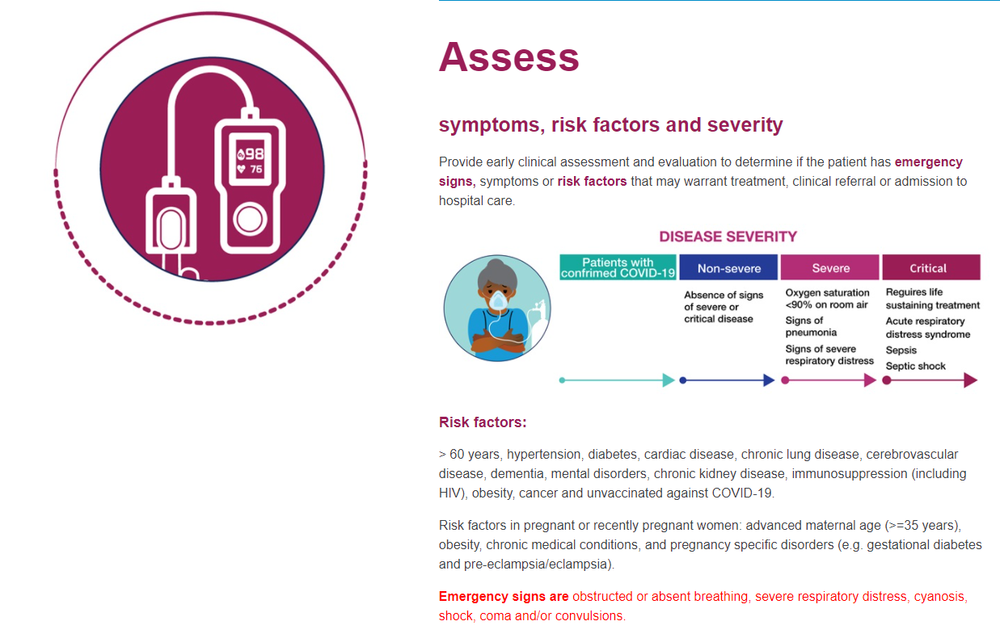 98
76
Assess
symptoms, risk factors and severity
Provide early clinical assessment and evaluation to determine if the patient has emergency
signs, symptoms or risk factors that may warrant treatment, clinical referral or admission to
hospital care.
DISEASE SEVERITY
Patients with
confrimed COVID-19
Non-severe
Absence of signs
of severe or
critical disease
Severe
Oxygen saturation
<90% on room air
Signs of
pneumonia
Signs of severe
respiratory distress
Critical
Requires life
sustaining treatment
Acute respiratory
distress syndrome
Sepsis
Septic shock
Risk factors:
> 60 years, hypertension, diabetes, cardiac disease, chronic lung disease, cerebrovascular
disease, dementia, mental disorders, chronic kidney disease, immunosuppression (including
HIV), obesity, cancer and unvaccinated against COVID-19.
Risk factors in pregnant or recently pregnant women: advanced maternal age (>=35 years),
obesity, chronic medical conditions, and pregnancy specific disorders (e.g. gestational diabetes
and pre-eclampsia/eclampsia).
Emergency signs are obstructed or absent breathing, severe respiratory distress, cyanosis,
shock, coma and/or convulsions.